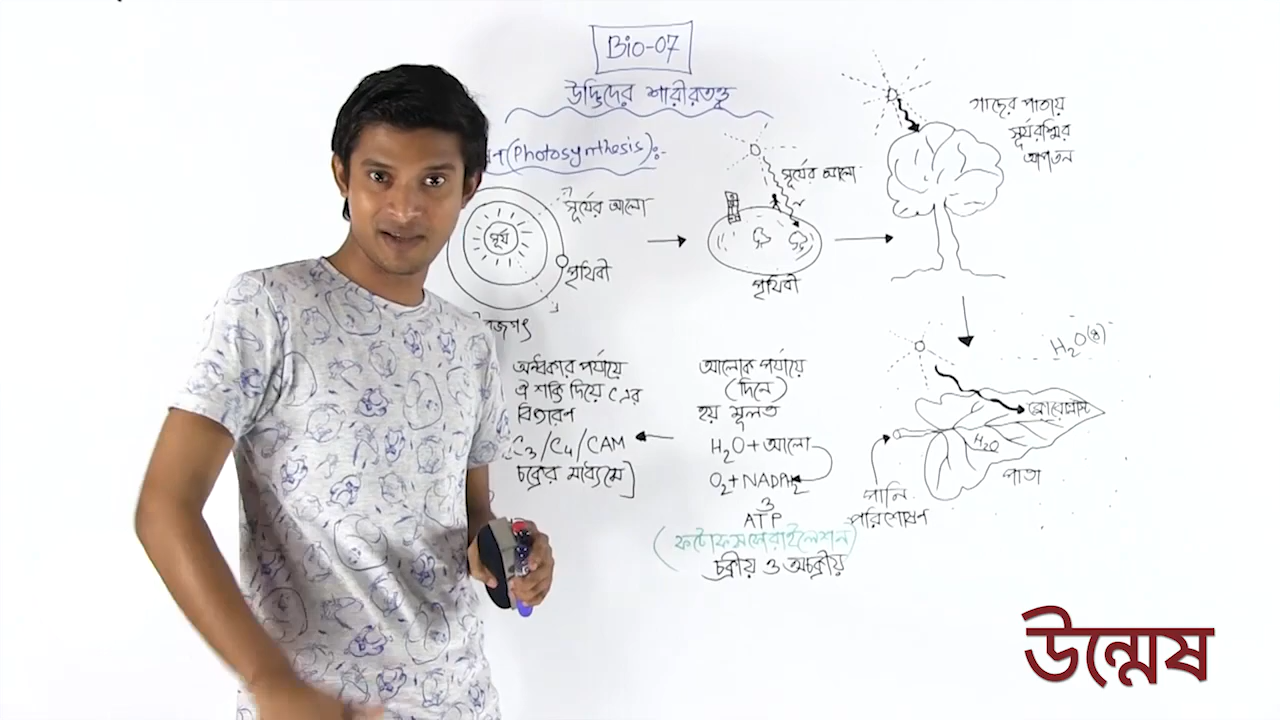 Bio-07
উদ্ভিদের শারীরতত্ত্ব
(Photosynthesis):-
সূর্যের আলো
সূর্য
পৃথিবী
সূর্যের আলো
পৃথিবী
গাছের পাতায়
সূর্যরশ্মির
আপতন
H₂O(g)
ক্লোরোপ্লাস্ট
H₂O
পাতা
পানি
পরিশোষণ
আলোক পর্যায়ে
(দিনে)
হয় মূলত
H₂O + আলো
O₂ + NADPH₂
ও
ATP
(ফটোফসফোরাইলেশন)
চক্রীয় ও অচক্রীয়
অন্ধকার পর্যায়ে
ঐ শক্তি দিয়ে C এর
বিতারণ
[C₃/C₄/CAM
চক্রের মাধ্যমে]
উন্মেষ